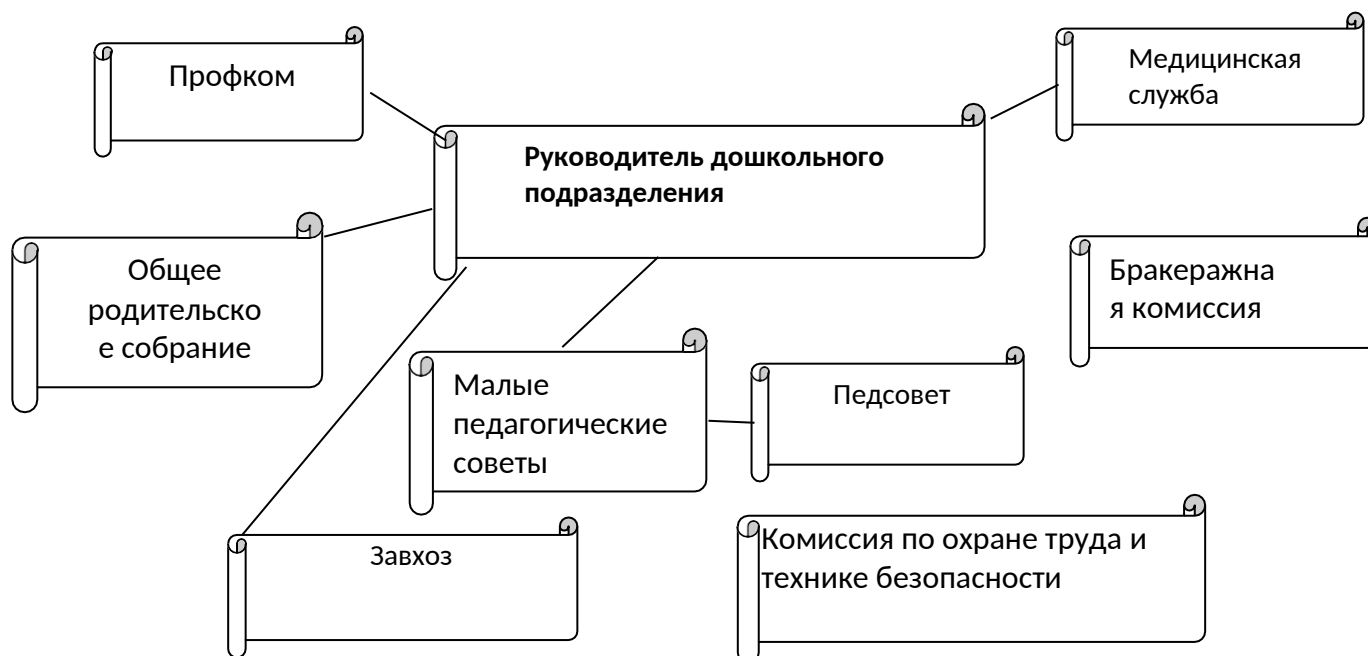 Профком
Медицинская
служба
Руководитель дошкольного
подразделения
Общее
родительско
е собрание
Бракеражна
я комиссия
Малые
педагогические
советы
Педсовет
Завхоз
Комиссия по охране труда и
технике безопасности